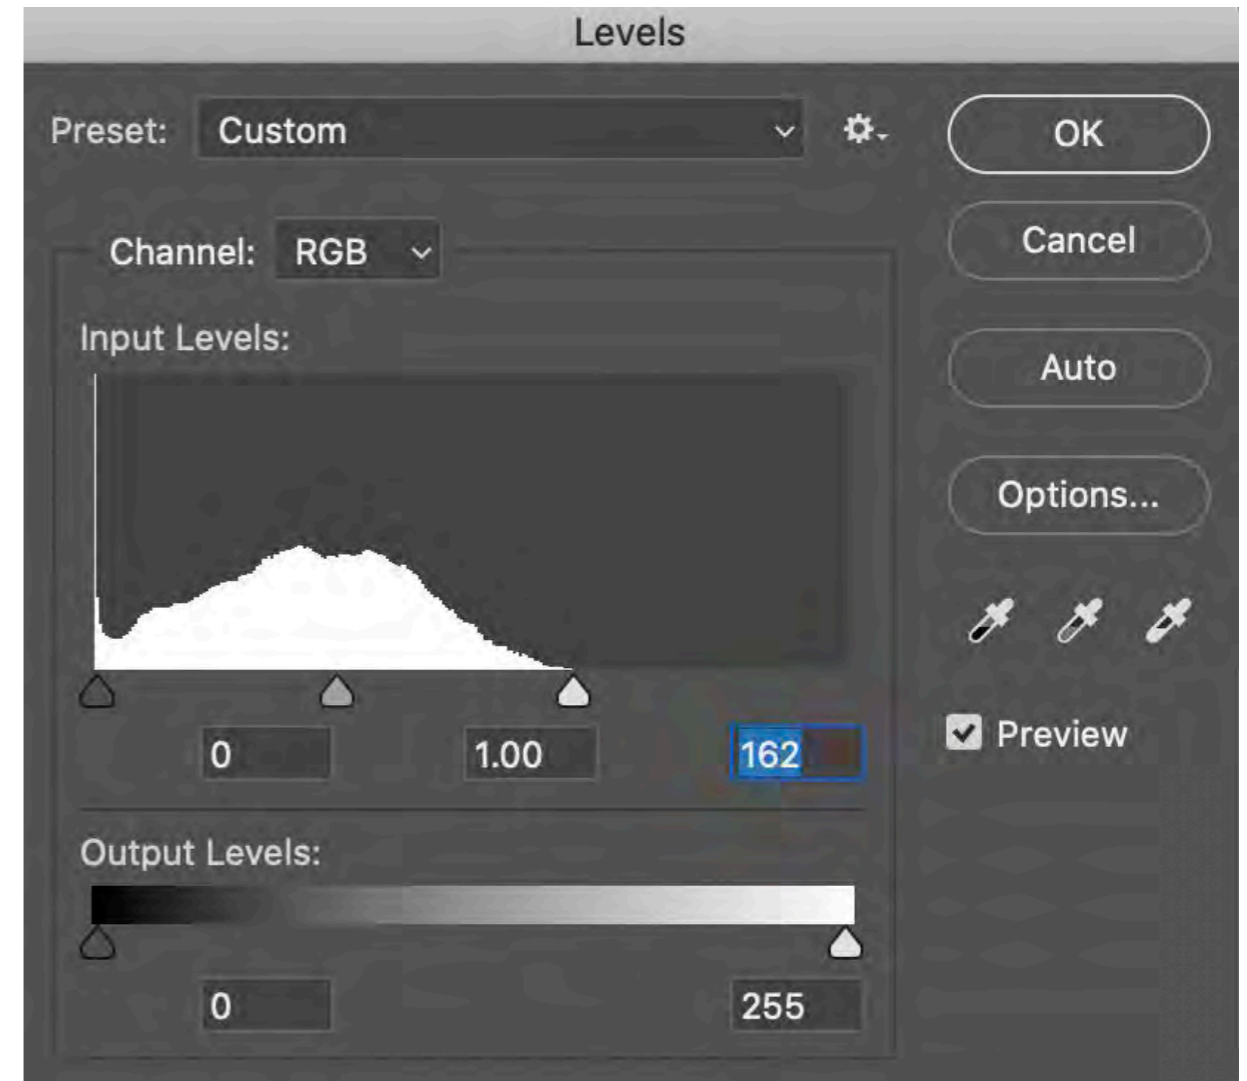 Levels
Preset: Custom
OK
Channel: RGB
Cancel
Input Levels:
Auto
Options...
0 1.00 162
Preview
Output Levels:
0 255